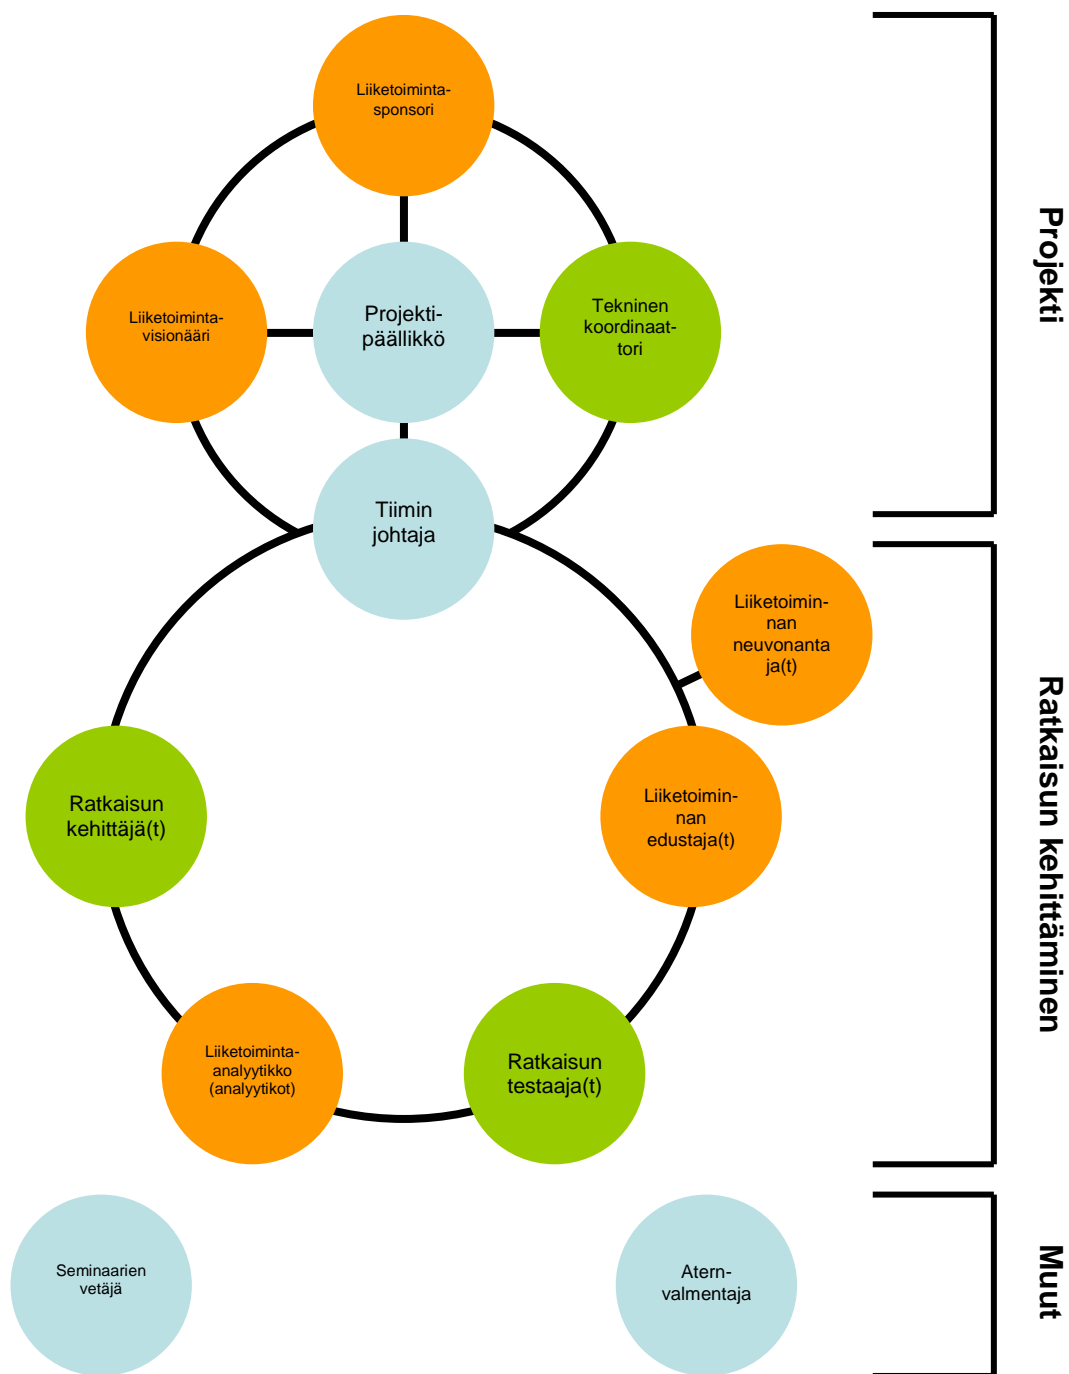 Liiketoiminta-
sponsori
Liiketoiminta-
visionääri
Projekti-
päällikkö
Tekninen
koordinaat-
tori
Tiimin
johtaja
Projekti
Liiketoimin-
nan
neuvonanta
ja(t)
Ratkaisun
kehittäjä(t)
Liiketoimin-
nan
edustaja(t)
Liiketoiminta-
analyytikko
(analyytikot)
Ratkaisun
testaaja(t)
Ratkaisun kehittäminen
Seminaarien
vetäjä
Atern-
valmentaja
Muut